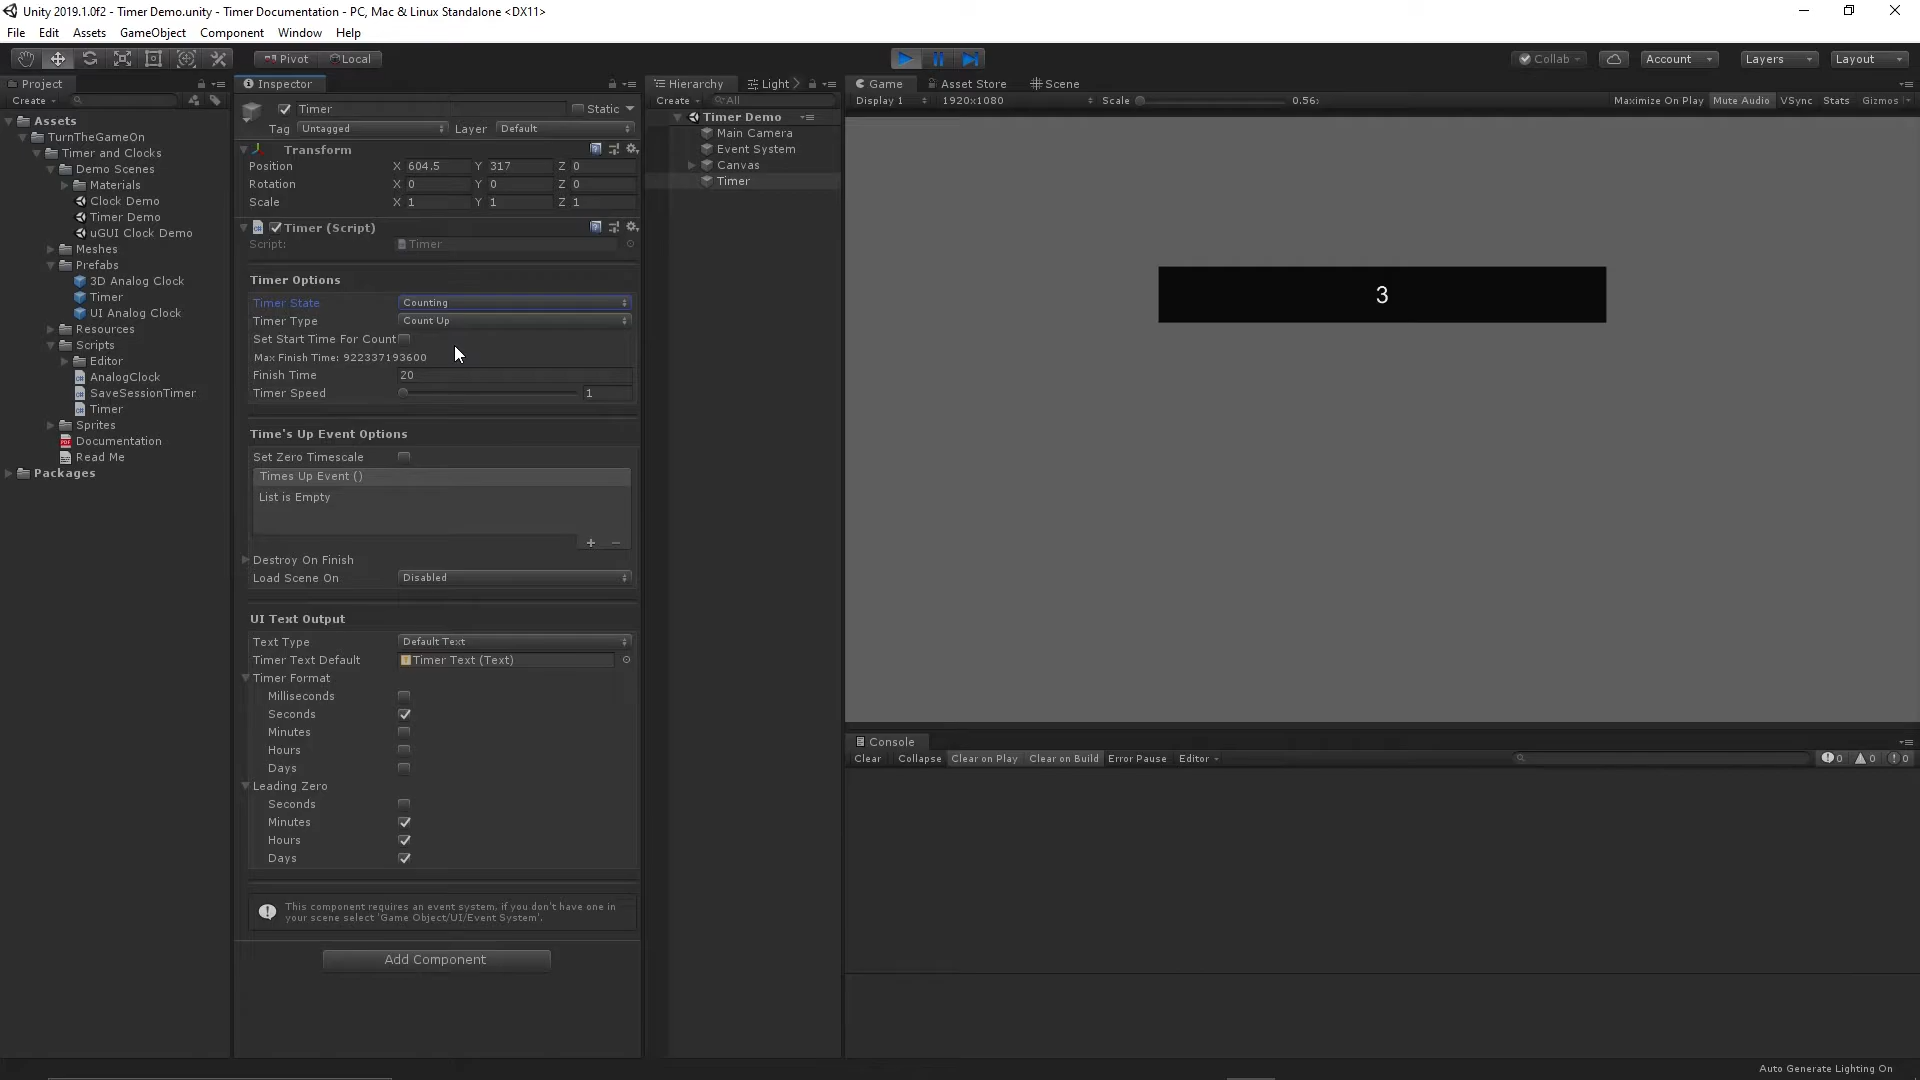 Unity 2019.1.0f2 - Timer Demo.unity - Timer Documentation - PC, Mac & Linux Standalone <DX11>
File Edit Assets GameObject Component Window Help
Pivot Local
Collab Account Layers Layout
Project
Create
Assets
TurnTheGameOn
Timer and Clocks
Demo Scenes
Materials
Clock Demo
Timer Demo
uGUI Clock Demo
Meshes
Prefabs
3D Analog Clock
Timer
UI Analog Clock
Resources
Scripts
Editor
AnalogClock
SaveSessionTimer
Timer
Sprites
Documentation
Read Me
Packages
Inspector
Timer Static
Tag Untagged Layer Default
Transform
Position X 604.5 Y 317 Z 0
Rotation X 0 Y 0 Z 0
Scale X 1 Y 1 Z 1
Timer (Script)
Script: Timer
Timer Options
Timer State Counting
Timer Type Count Up
Set Start Time For Count
Max Finish Time: 922337193600
Finish Time 20
Timer Speed 1
Time's Up Event Options
Set Zero Timescale
Times Up Event ()
List is Empty
+ −
Destroy On Finish
Load Scene On Disabled
UI Text Output
Text Type Default Text
Timer Text Default Timer Text (Text)
Timer Format
Milliseconds
Seconds
Minutes
Hours
Days
Leading Zero
Seconds
Minutes
Hours
Days
This component requires an event system, if you don't have one in
your scene select 'Game Object/UI/Event System'.
Add Component
Hierarchy Light
Create All
Timer Demo
Main Camera
Event System
Canvas
Timer
Game Asset Store Scene
Display 1 1920x1080 Scale 0.56x Maximize On Play Mute Audio VSync Stats Gizmos
3
Console
Clear Collapse Clear on Play Clear on Build Error Pause Editor 0 0 0
Auto Generate Lighting On